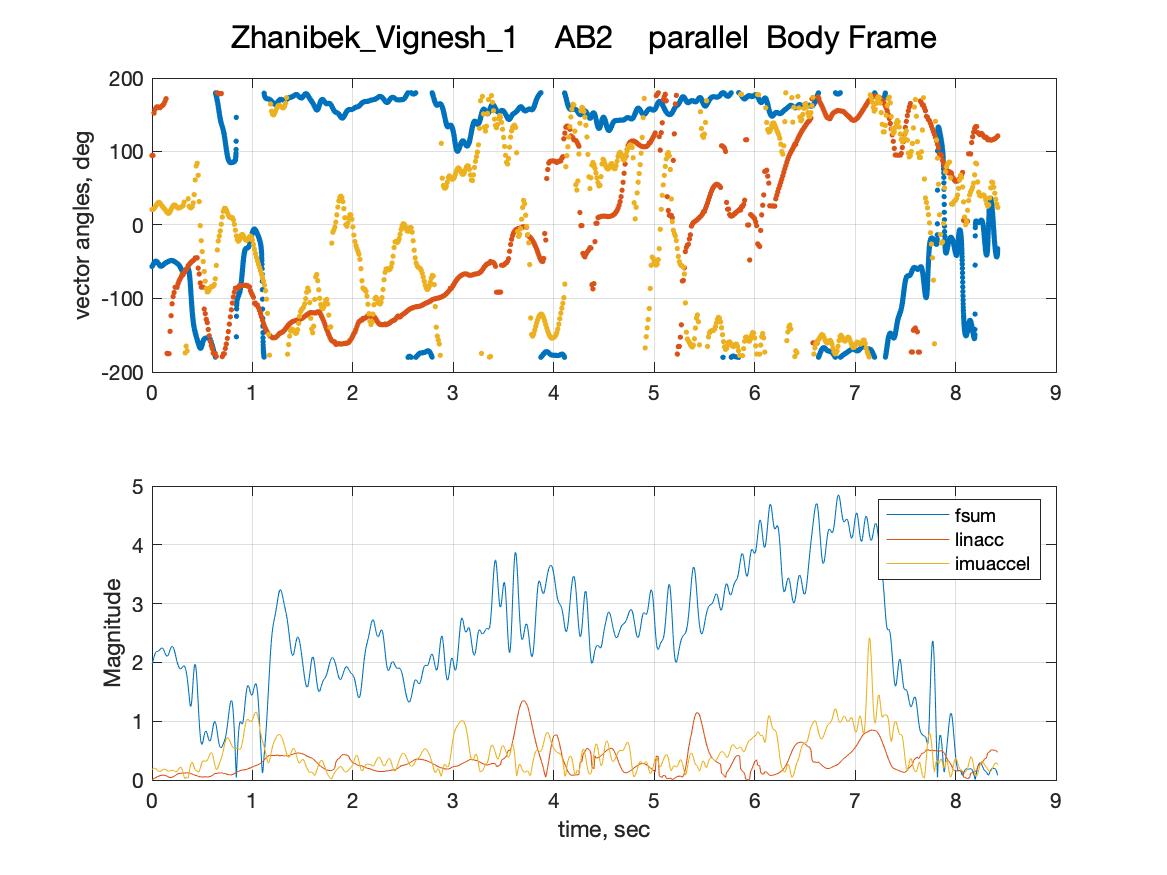 Zhanibek_Vignesh_1 AB2 parallel Body Frame
200
100
0
-100
-200
vector angles, deg
0 1 2 3 4 5 6 7 8 9
5
4
3
2
1
0
Magnitude
fsum
linacc
imuaccel
0 1 2 3 4 5 6 7 8 9
time, sec